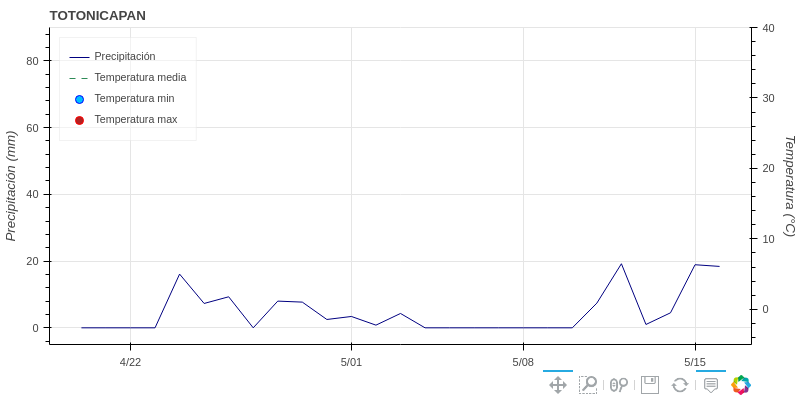 TOTONICAPAN
Precipitación
Temperatura media
Temperatura min
Temperatura max
Precipitación (mm)
80
60
40
20
0
Temperatura (°C)
40
30
20
10
0
4/22
5/01
5/08
5/15